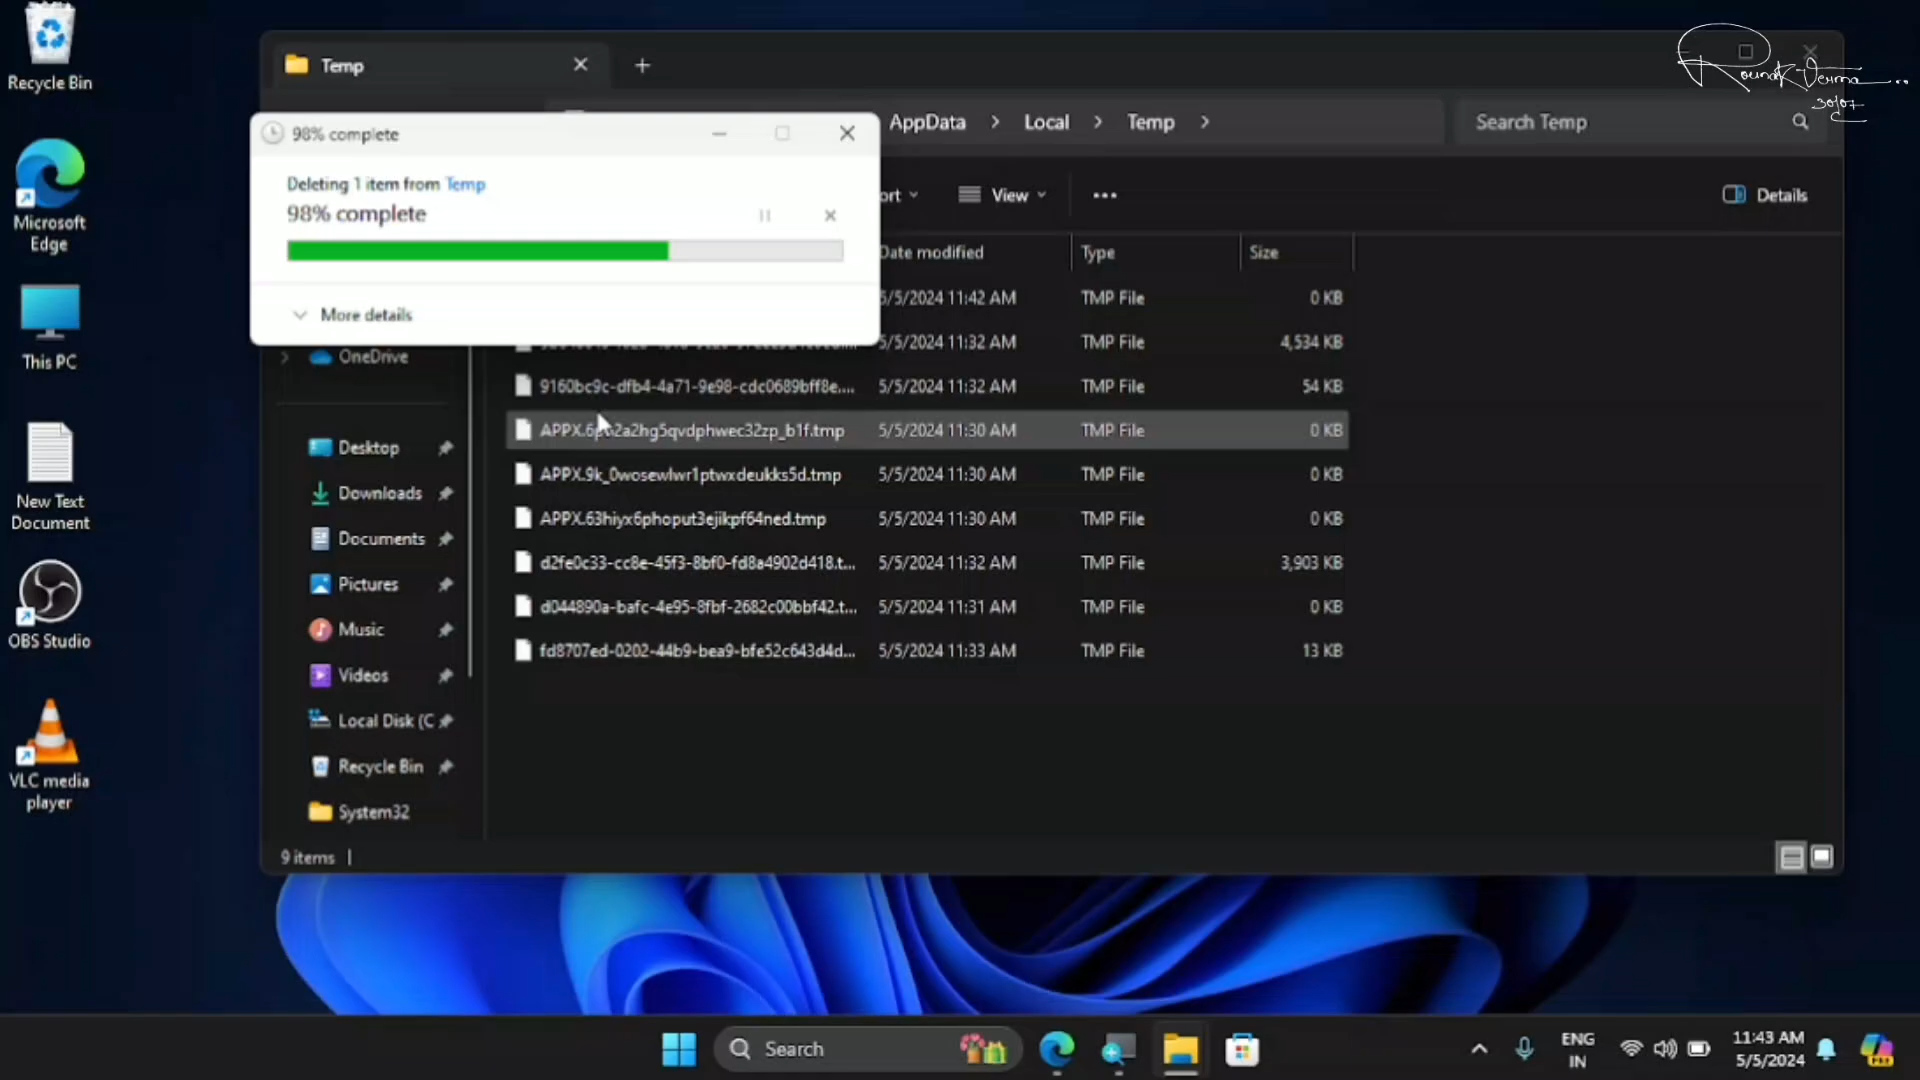 Recycle Bin
Microsoft
Edge
This PC
New Text
Document
OBS Studio
VLC media
player
Temp
AppData > Local > Temp >
Search Temp
98% complete
Deleting 1 item from Temp
98% complete
More details
View
Details
Date modified
Type
Size
5/5/2024 11:42 AM TMP File 0 KB
5/5/2024 11:32 AM TMP File 4,534 KB
9160bc9c-dfb4-4a71-9e98-cdc0689bff8e.... 5/5/2024 11:32 AM TMP File 54 KB
5/5/2024 11:30 AM TMP File 0 KB
APPX.9k_0wosewlwr1ptwxdeukks5d.tmp 5/5/2024 11:30 AM TMP File 0 KB
APPX.63hiyx6phoput3ejikpf64ned.tmp 5/5/2024 11:30 AM TMP File 0 KB
d2fe0c33-cc8e-45f3-8bf0-fd8a4902d418.t... 5/5/2024 11:32 AM TMP File 3,903 KB
d044890a-bafc-4e95-8fbf-2682c00bbf42.t... 5/5/2024 11:31 AM TMP File 0 KB
fd8707ed-0202-44b9-bea9-bfe52c643d4d... 5/5/2024 11:33 AM TMP File 13 KB
OneDrive
Desktop
Downloads
Documents
Pictures
Music
Videos
Local Disk (C
Recycle Bin
System32
9 items
Search
ENG
IN
11:43 AM
5/5/2024